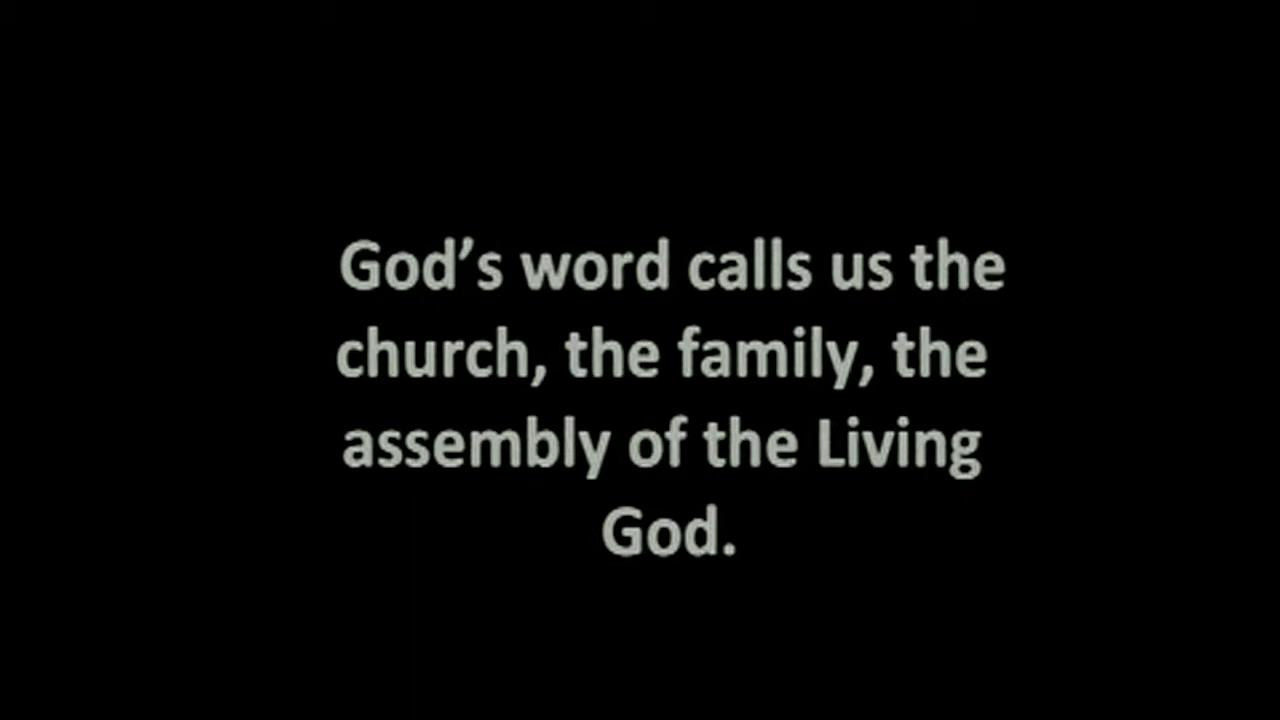 God’s word calls us the
church, the family, the
assembly of the Living
God.